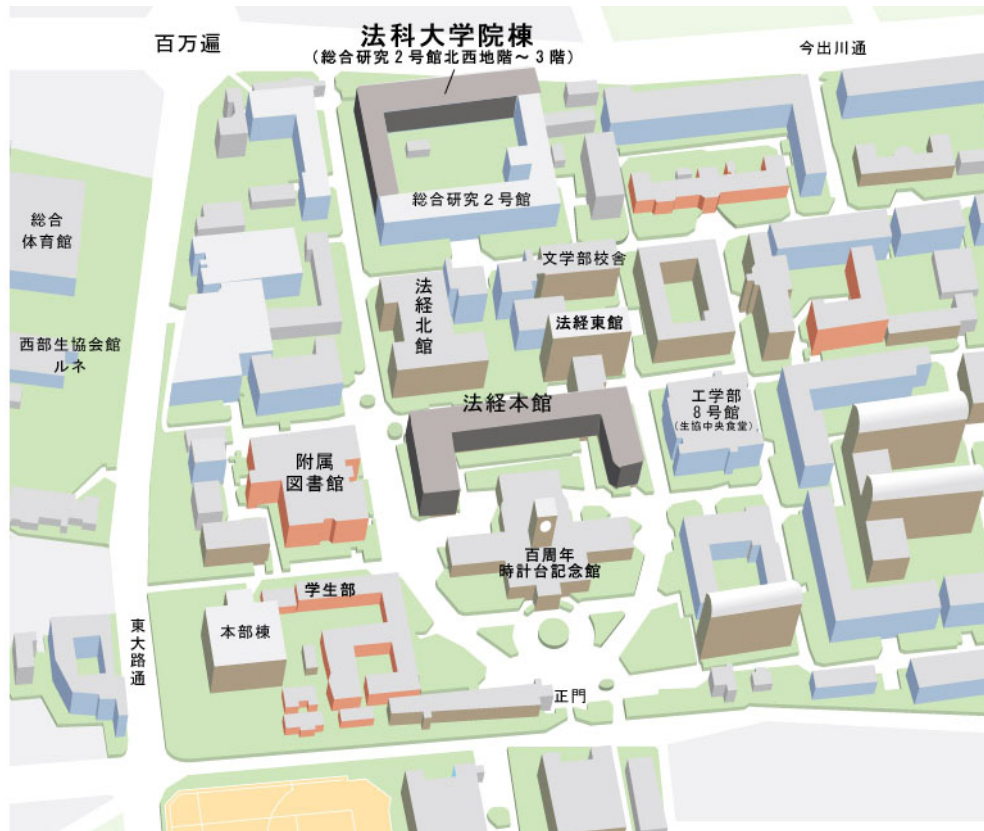 百万遍
法科大学院棟
（総合研究２号館北西地階～３階）
今出川通
総合研究２号館
総合
体育館
文学部校舎
法経
北館
法経東館
西部生協会館
ルネ
法経本館
工学部
８号館
（生協中央食堂）
附属
図書館
百周年
時計台記念館
学生部
本部棟
東大路通
正門